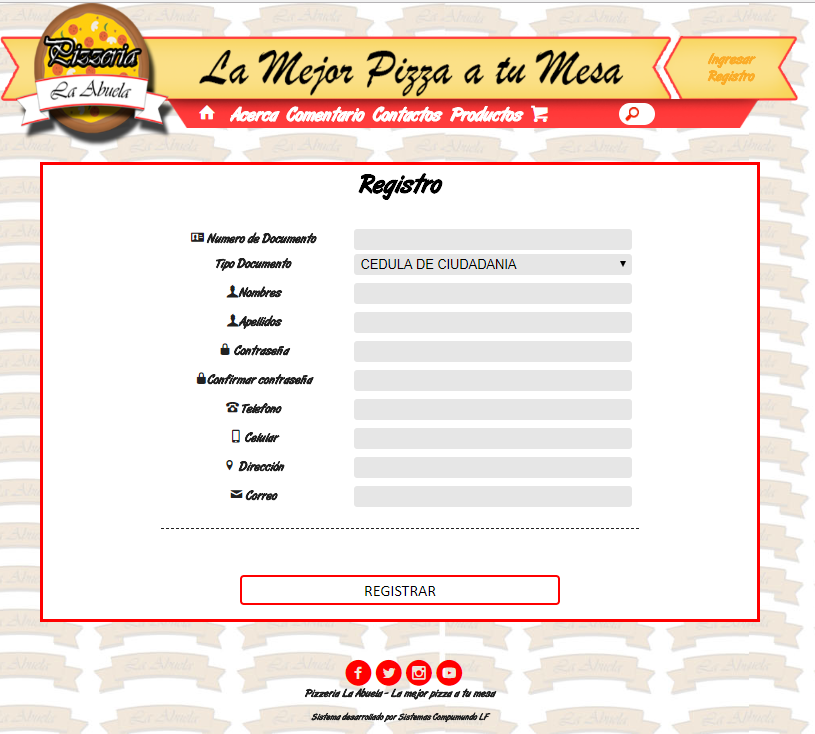 Pizzeria
La Abuela
La Mejor Pizza a tu Mesa
Ingresar
Registro
Acerca Comentario Contactos Productos
Registro
Numero de Documento
Tipo Documento CEDULA DE CIUDADANIA
Nombres
Apellidos
Contraseña
Confirmar contraseña
Telefono
Celular
Dirección
Correo
REGISTRAR
Pizzeria La Abuela - La mejor pizza a tu mesa
Sistema desarrollado por Sistemas Compumundo LF